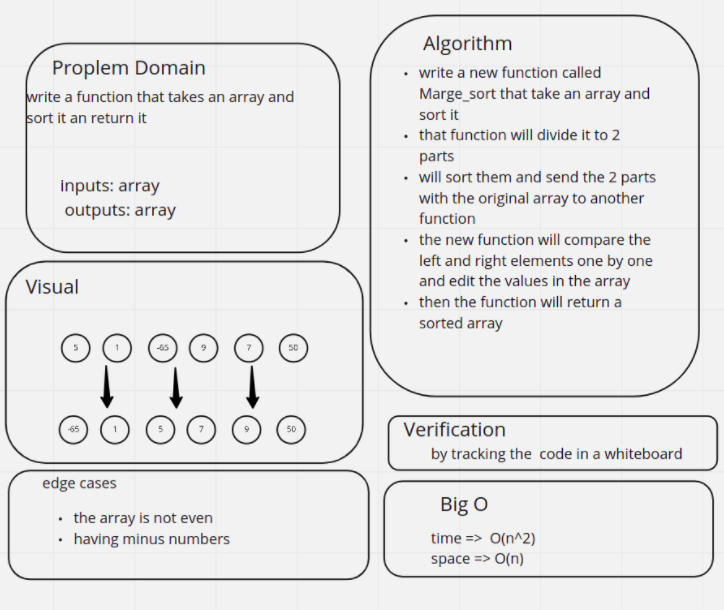 Proplem Domain
write a function that takes an array and
sort it an return it
inputs: array
outputs: array
Visual
5 1 -65 9 7 50
-65 1 5 7 9 50
edge cases
• the array is not even
• having minus numbers
Algorithm
• write a new function called
Marge_sort that take an array and
sort it
• that function will divide it to 2
parts
• will sort them and send the 2 parts
with the original array to another
function
• the new function will compare the
left and right elements one by one
and edit the values in the array
• then the function will return a
sorted array
Verification
by tracking the code in a whiteboard
Big O
time => O(n^2)
space => O(n)